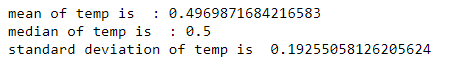 mean of temp is  : 0.4969871684216583
median of temp is  : 0.5
standard deviation of temp is  0.19255058126205624